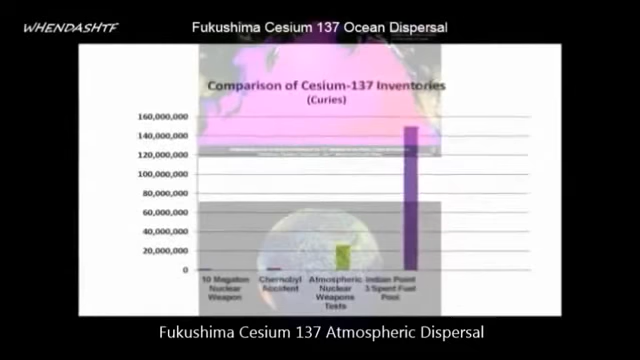 WHENDASHTF
Fukushima Cesium 137 Ocean Dispersal
Comparison of Cesium-137 Inventories
(Curies)
160,000,000
140,000,000
120,000,000
100,000,000
80,000,000
60,000,000
40,000,000
20,000,000
0
10 Megaton
Nuclear
Weapon
Chernobyl
Accident
Atmospheric
Nuclear
Weapons
Tests
Indian Point
3 Spent Fuel
Pool
Fukushima Cesium 137 Atmospheric Dispersal